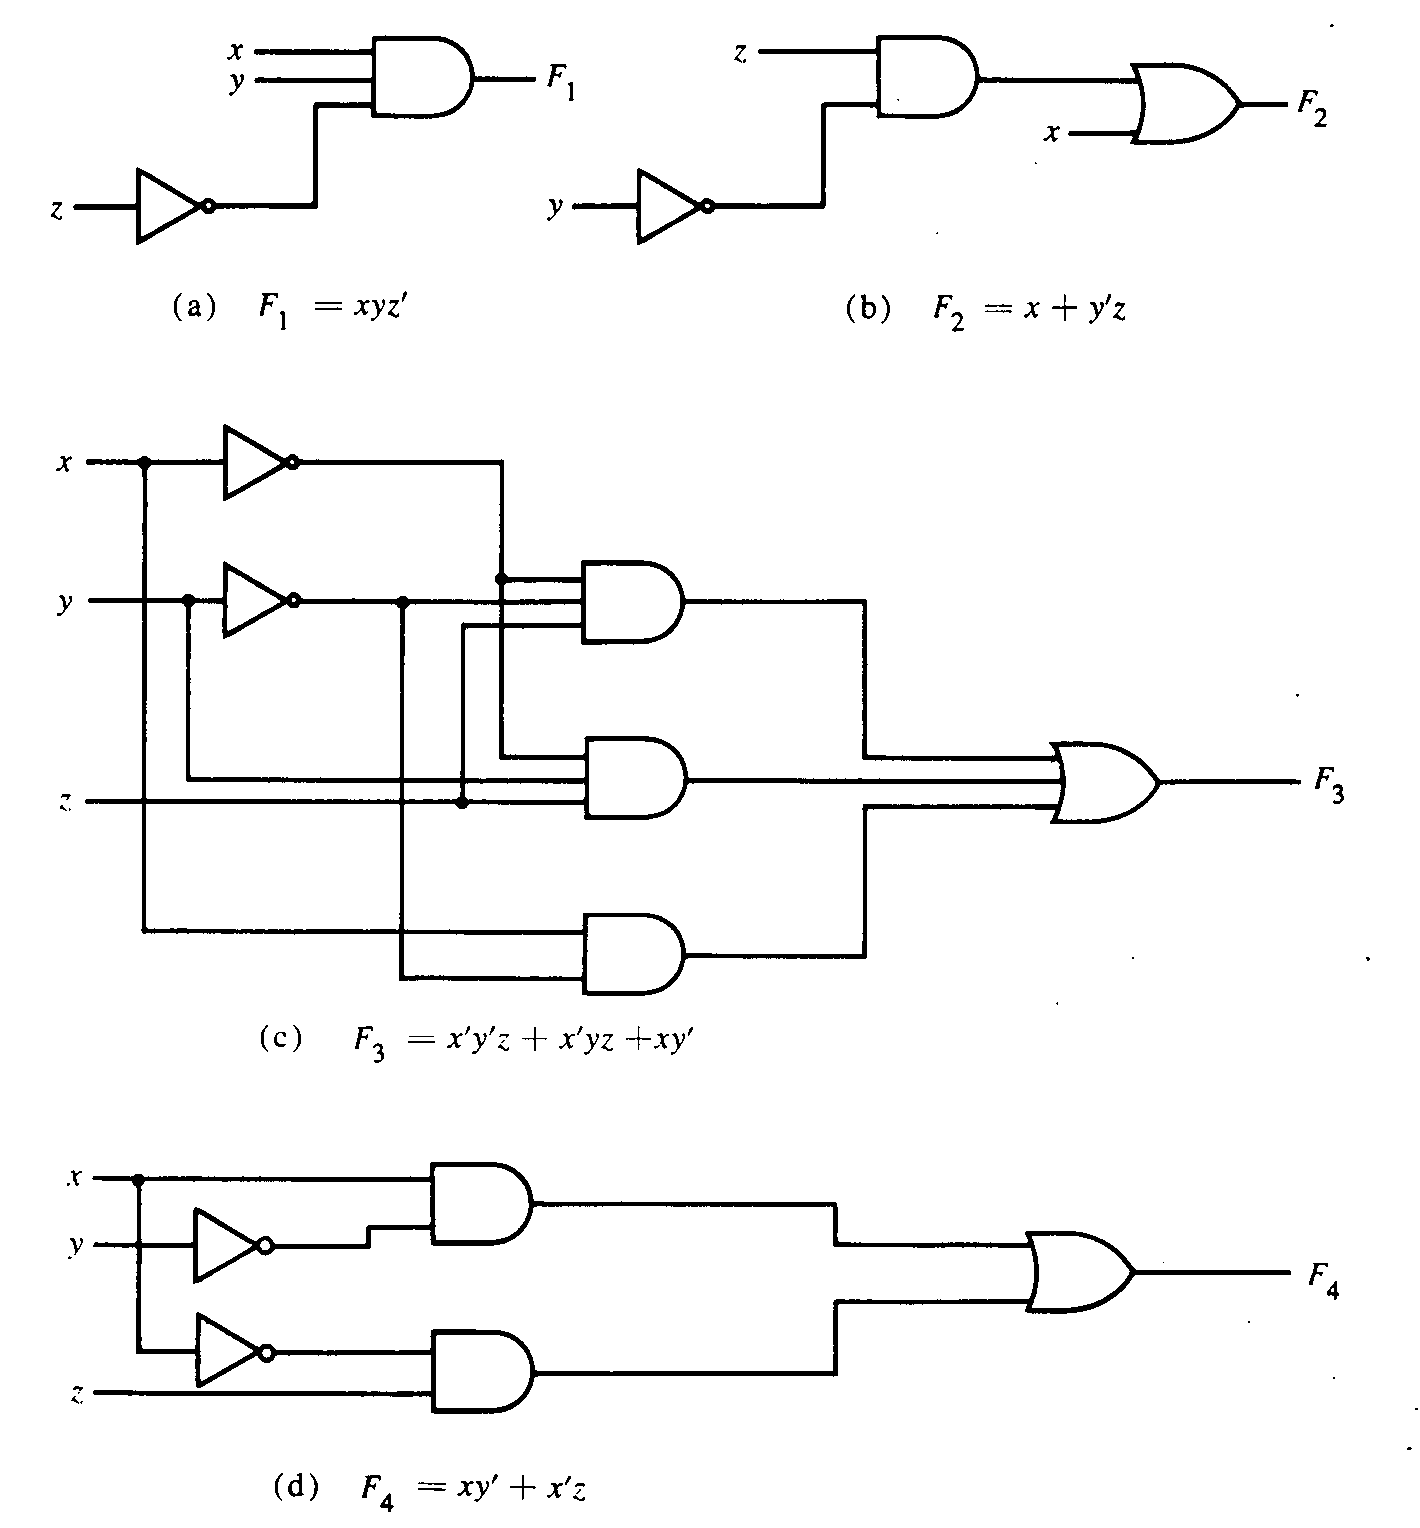 x
y
F₁
z
z
F₂
x
y
(a) F₁ = xyz′
(b) F₂ = x + y′z
x
y
z
F₃
(c) F₃ = x′y′z + x′yz +xy′
x
y
F₄
z
(d) F₄ = xy′ + x′z